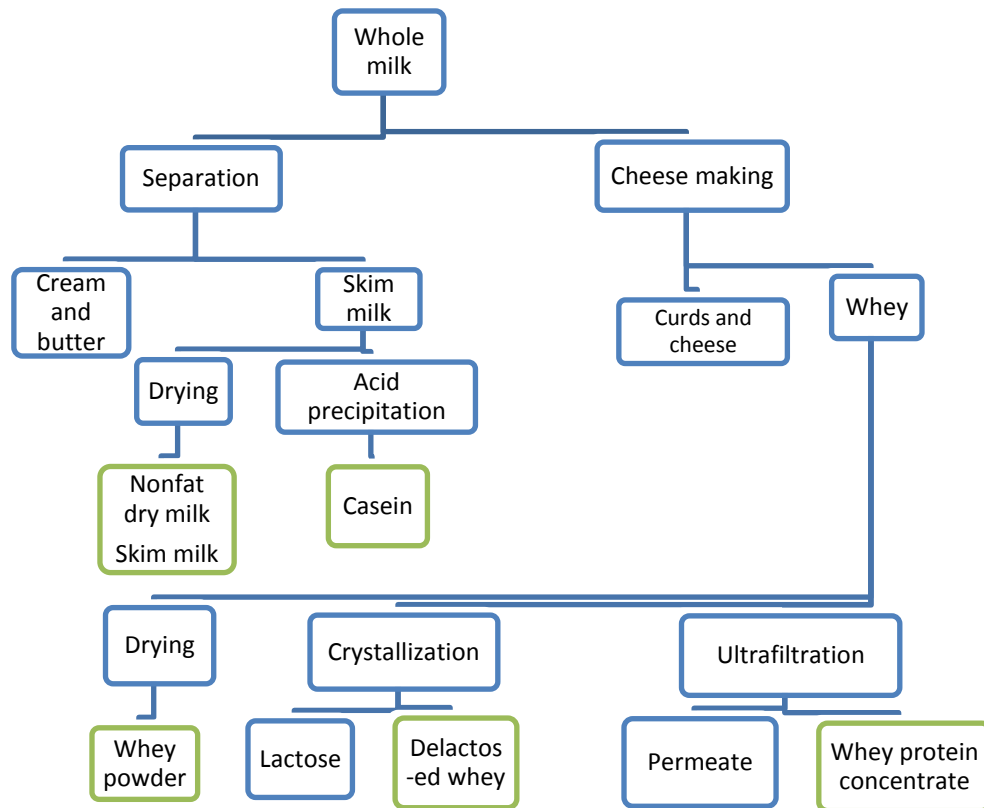 Whole
milk
Separation
Cheese making
Cream
and
butter
Skim
milk
Curds and
cheese
Whey
Drying
Acid
precipitation
Nonfat
dry milk
Skim milk
Casein
Drying
Crystallization
Ultrafiltration
Whey
powder
Lactose
Delactos
-ed whey
Permeate
Whey protein
concentrate